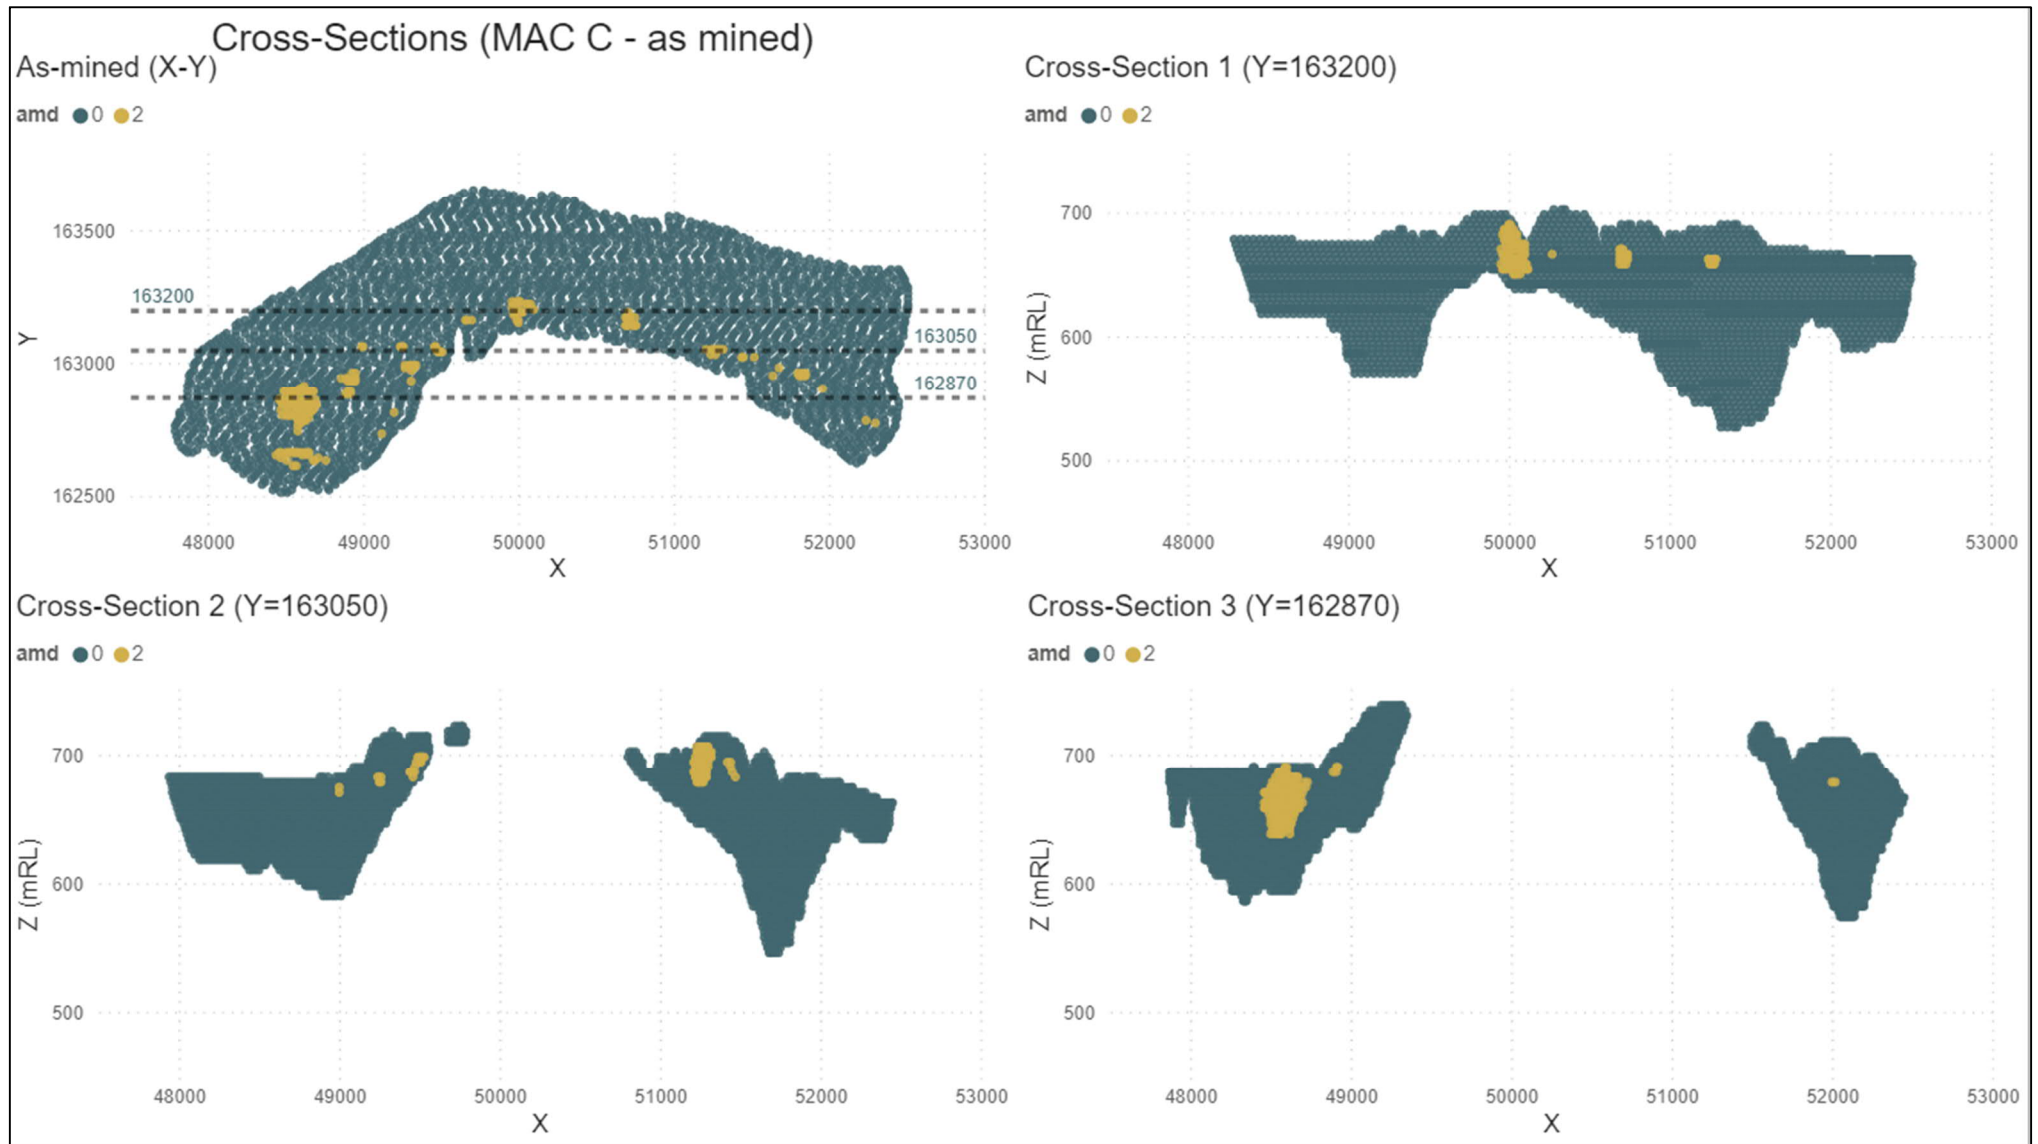 Cross-Sections (MAC C - as mined)
As-mined (X-Y)
amd 0 2
163500
163000
162500
Y
163200
163050
162870
48000 49000 50000 51000 52000 53000
X
Cross-Section 1 (Y=163200)
amd 0 2
700
600
500
Z (mRL)
48000 49000 50000 51000 52000 53000
X
Cross-Section 2 (Y=163050)
amd 0 2
700
600
500
Z (mRL)
48000 49000 50000 51000 52000 53000
X
Cross-Section 3 (Y=162870)
amd 0 2
700
600
500
Z (mRL)
48000 49000 50000 51000 52000 53000
X